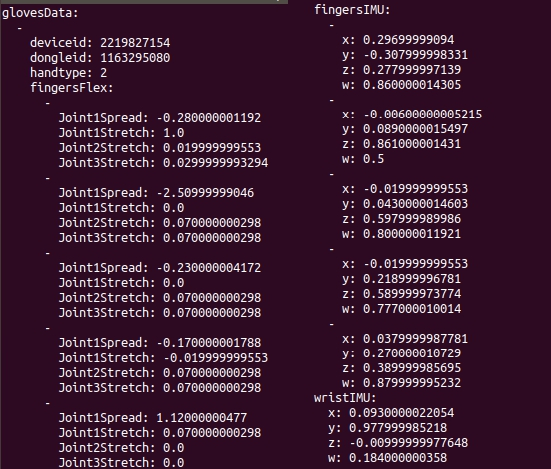 glovesData:
-
deviceid: 2219827154
dongleid: 1163295080
handtype: 2
fingersFlex:
-
Joint1Spread: -0.280000001192
Joint1Stretch: 1.0
Joint2Stretch: 0.019999999553
Joint3Stretch: 0.0299999993294
-
Joint1Spread: -2.50999999046
Joint1Stretch: 0.0
Joint2Stretch: 0.070000000298
Joint3Stretch: 0.070000000298
-
Joint1Spread: -0.230000004172
Joint1Stretch: 0.0
Joint2Stretch: 0.070000000298
Joint3Stretch: 0.070000000298
-
Joint1Spread: -0.170000001788
Joint1Stretch: -0.019999999553
Joint2Stretch: 0.070000000298
Joint3Stretch: 0.070000000298
-
Joint1Spread: 1.12000000477
Joint1Stretch: 0.070000000298
Joint2Stretch: 0.0
Joint3Stretch: 0.0
fingersIMU:
-
x: 0.29699999094
y: -0.307999998331
z: 0.277999997139
w: 0.860000014305
-
x: -0.00600000005215
y: 0.0890000015497
z: 0.861000001431
w: 0.5
-
x: -0.019999999553
y: 0.0430000014603
z: 0.597999989986
w: 0.800000011921
-
x: -0.019999999553
y: 0.218999996781
z: 0.589999973774
w: 0.777000010014
-
x: 0.0379999987781
y: 0.270000010729
z: 0.389999985695
w: 0.879999995232
wristIMU:
x: 0.0930000022054
y: 0.977999985218
z: -0.00999999977648
w: 0.184000000358